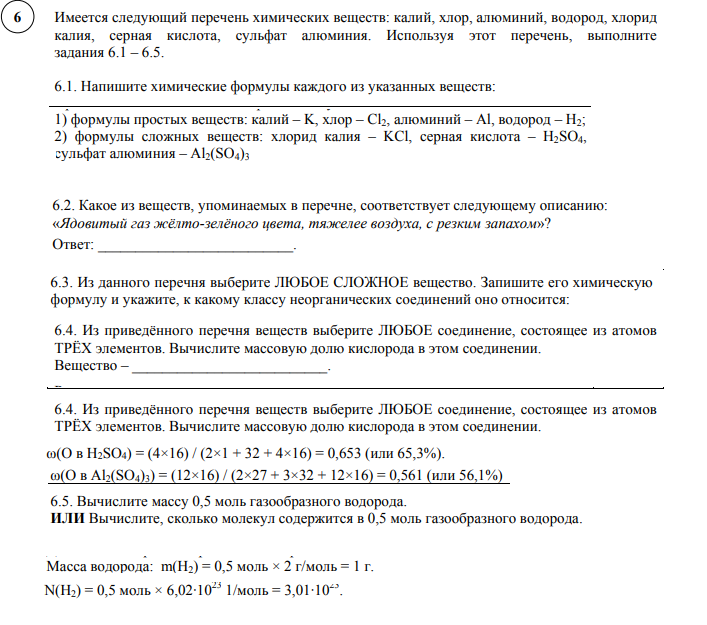 6
Имеется следующий перечень химических веществ: калий, хлор, алюминий, водород, хлорид
калия, серная кислота, сульфат алюминия. Используя этот перечень, выполните
задания 6.1 – 6.5.
6.1. Напишите химические формулы каждого из указанных веществ:
1) формулы простых веществ: калий – K, хлор – Cl₂, алюминий – Al, водород – H₂;
2) формулы сложных веществ: хлорид калия – KCl, серная кислота – H₂SO₄,
сульфат алюминия – Al₂(SO₄)₃
6.2. Какое из веществ, упоминаемых в перечне, соответствует следующему описанию:
«Ядовитый газ жёлто-зелёного цвета, тяжелее воздуха, с резким запахом»?
Ответ: __________________________.
6.3. Из данного перечня выберите ЛЮБОЕ СЛОЖНОЕ вещество. Запишите его химическую
формулу и укажите, к какому классу неорганических соединений оно относится:
6.4. Из приведённого перечня веществ выберите ЛЮБОЕ соединение, состоящее из атомов
ТРЁХ элементов. Вычислите массовую долю кислорода в этом соединении.
Вещество – __________________________.
6.4. Из приведённого перечня веществ выберите ЛЮБОЕ соединение, состоящее из атомов
ТРЁХ элементов. Вычислите массовую долю кислорода в этом соединении.
ω(O в H₂SO₄) = (4×16) / (2×1 + 32 + 4×16) = 0,653 (или 65,3%).
ω(O в Al₂(SO₄)₃) = (12×16) / (2×27 + 3×32 + 12×16) = 0,561 (или 56,1%)
6.5. Вычислите массу 0,5 моль газообразного водорода.
ИЛИ Вычислите, сколько молекул содержится в 0,5 моль газообразного водорода.
Масса водорода: m(H₂) = 0,5 моль × 2 г/моль = 1 г.
N(H₂) = 0,5 моль × 6,02·10²³ 1/моль = 3,01·10²³.